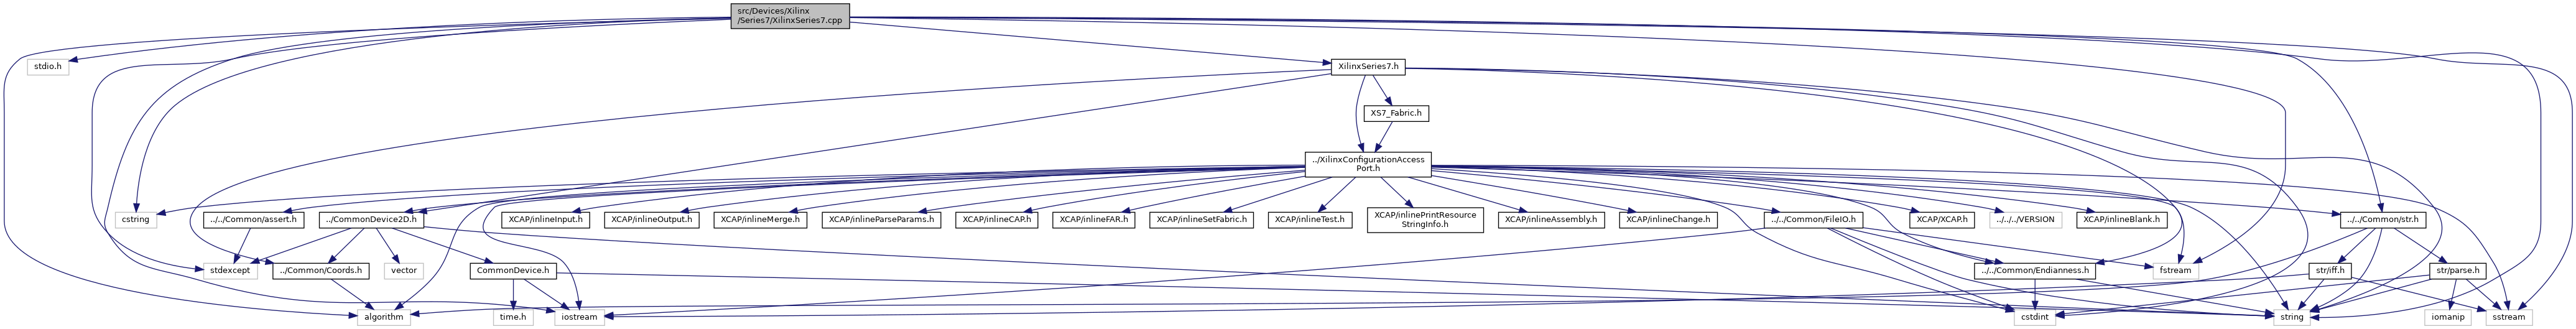 src/Devices/Xilinx
/Series7/XilinxSeries7.cpp
stdio.h
XilinxSeries7.h
XS7_Fabric.h
../XilinxConfigurationAccess
Port.h
cstring
../../Common/assert.h
../CommonDevice2D.h
XCAP/inlineInput.h
XCAP/inlineOutput.h
XCAP/inlineMerge.h
XCAP/inlineParseParams.h
XCAP/inlineCAP.h
XCAP/inlineFAR.h
XCAP/inlineSetFabric.h
XCAP/inlineTest.h
XCAP/inlinePrintResource
StringInfo.h
XCAP/inlineAssembly.h
XCAP/inlineChange.h
../../Common/FileIO.h
XCAP/XCAP.h
../../../VERSION
XCAP/inlineBlank.h
../../Common/str.h
stdexcept
../Common/Coords.h
vector
CommonDevice.h
../../Common/Endianness.h
fstream
str/iff.h
str/parse.h
algorithm
time.h
iostream
cstdint
string
iomanip
sstream